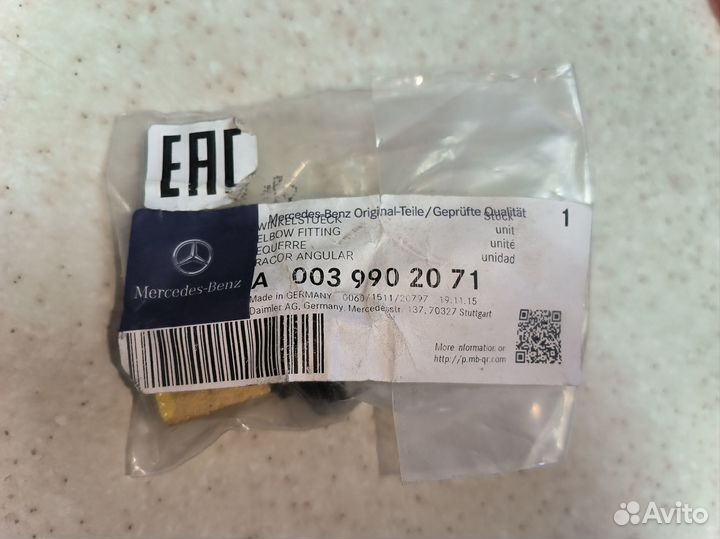 EAC
Mercedes-Benz Original-Teile/Geprüfte Qualität
WINKELSTUECK
ELBOW FITTING
EQUERRE
RACOR ANGULAR
Stück
unit
unité
unidad
1
Mercedes-Benz
A 003 990 20 71
Made in GERMANY 0060/1511/20797 19.11.15
Daimler AG, Germany, Mercedesstr. 137, 70327 Stuttgart
More information on
http://p.mb-qr.com
Avito